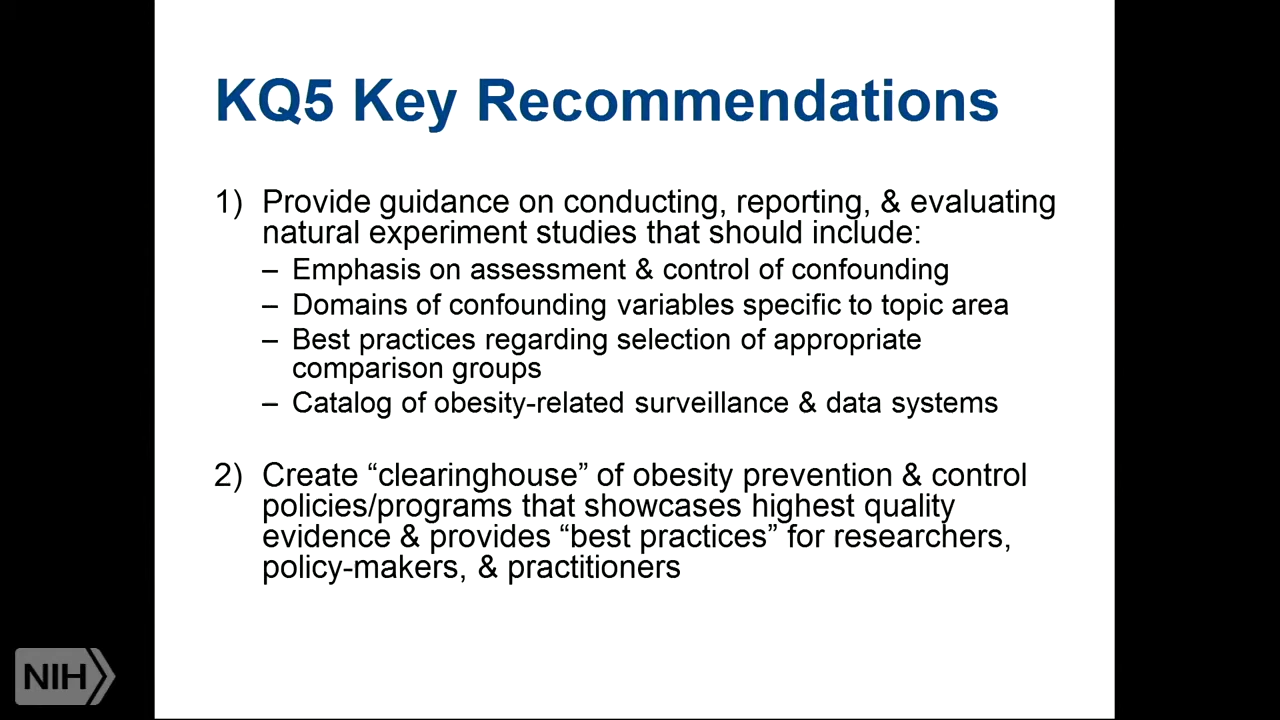 KQ5 Key Recommendations
1) Provide guidance on conducting, reporting, & evaluating
natural experiment studies that should include:
– Emphasis on assessment & control of confounding
– Domains of confounding variables specific to topic area
– Best practices regarding selection of appropriate
comparison groups
– Catalog of obesity-related surveillance & data systems
2) Create “clearinghouse” of obesity prevention & control
policies/programs that showcases highest quality
evidence & provides “best practices” for researchers,
policy-makers, & practitioners
NIH